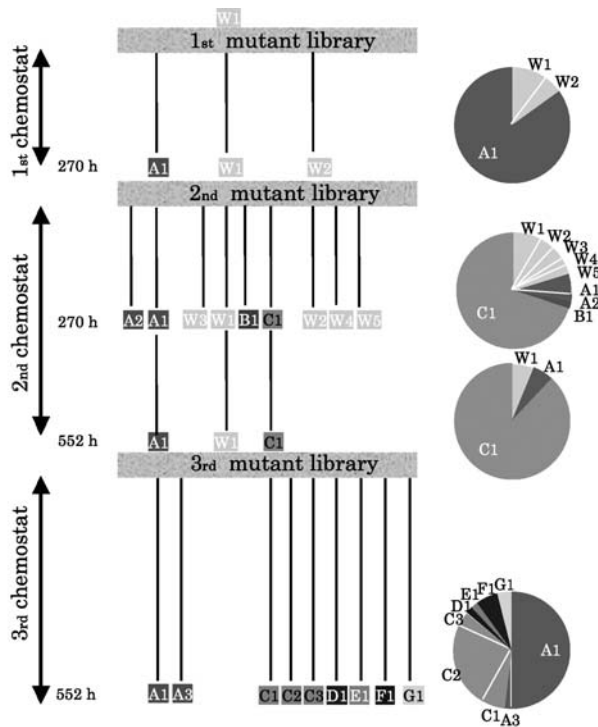 W1
1st mutant library
1st chemostat
270 h
A1 W1 W2
W1
W2
A1
2nd mutant library
2nd chemostat
270 h
A2 A1 W3 W1 B1 C1 W2 W4 W5
W1
W2
W3
W4
W5
A1
A2
B1
C1
552 h
A1 W1 C1
W1
A1
C1
3rd mutant library
3rd chemostat
552 h
A1 A3 C1 C2 C3 D1 E1 F1 G1
G1
F1
E1
D1
C3
C2
C1
A3
A1